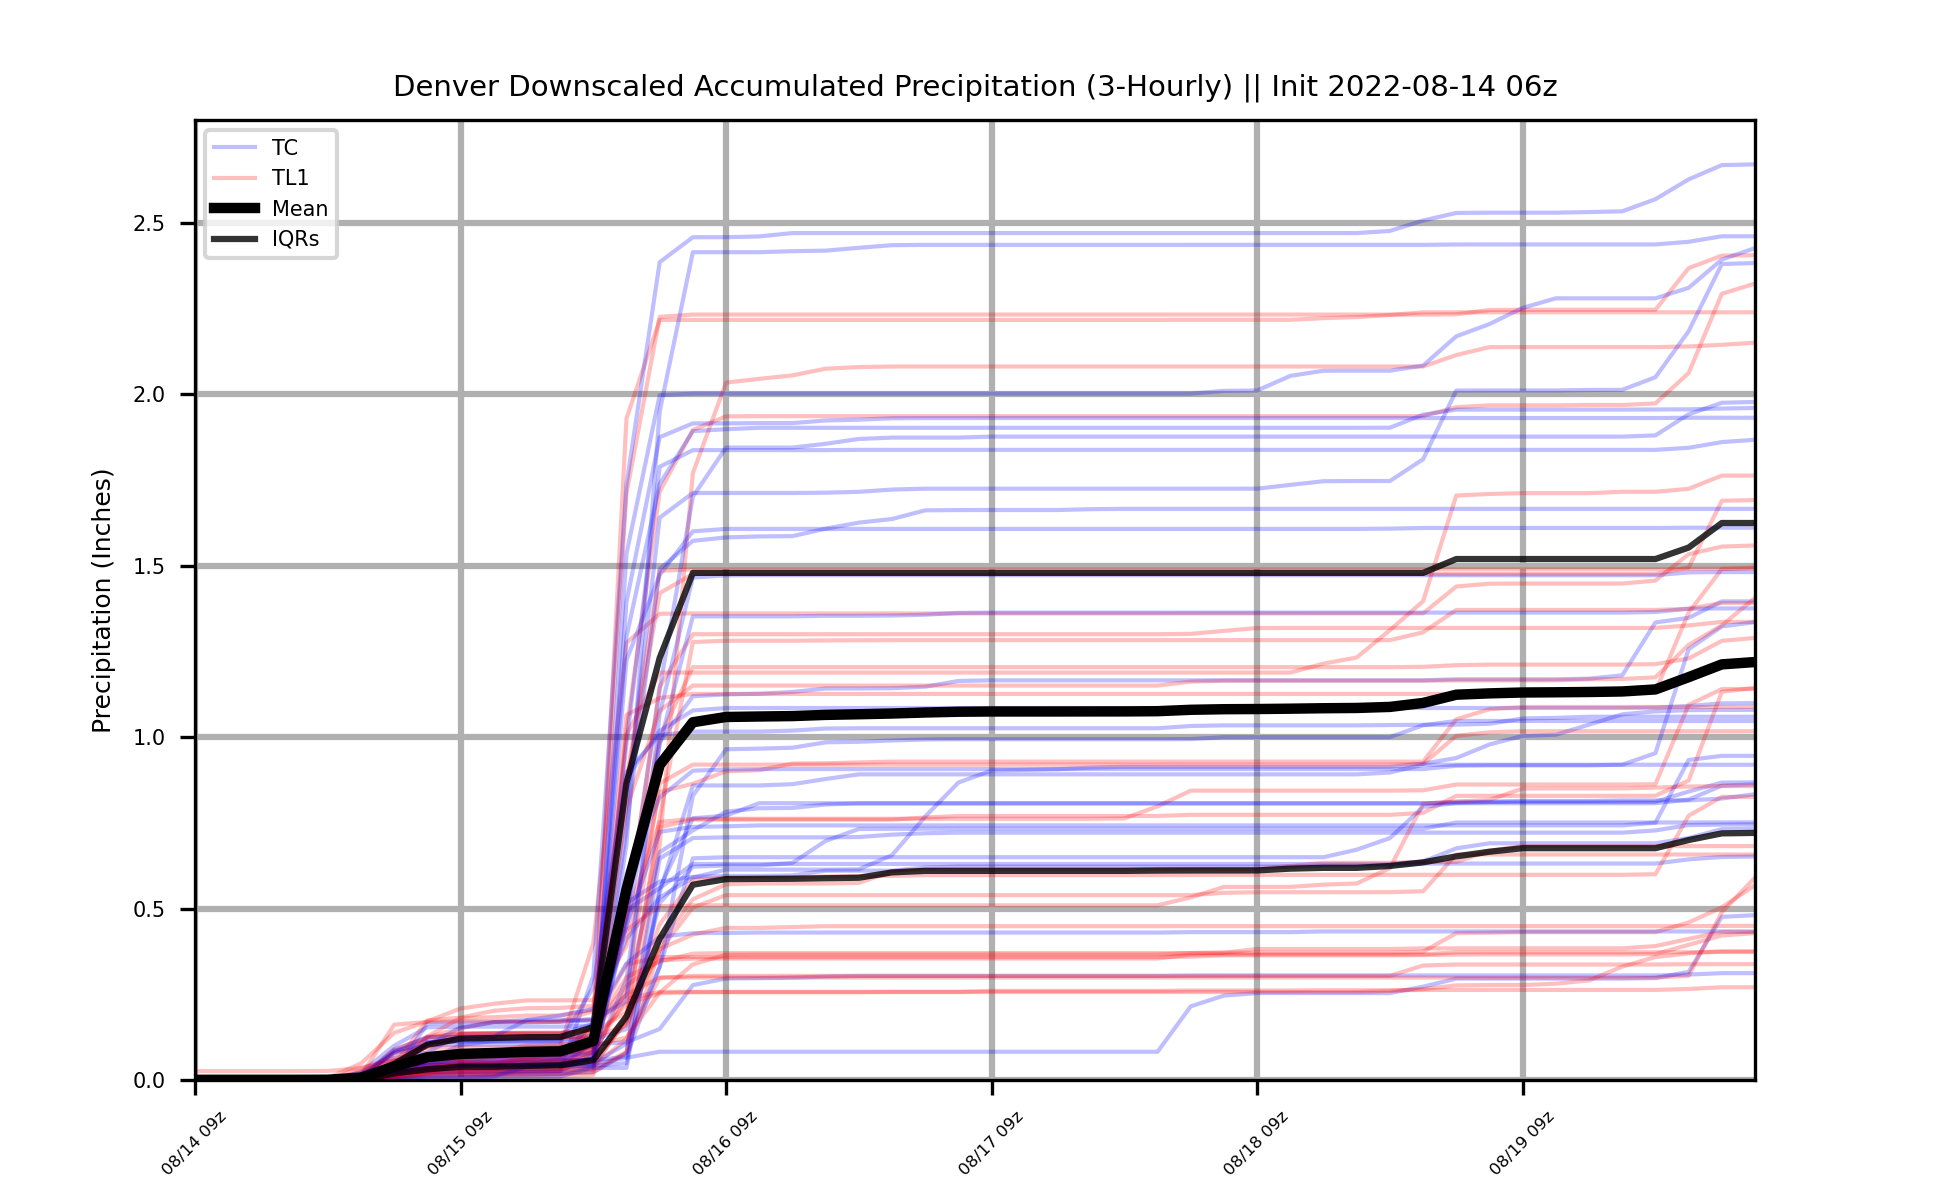 Denver Downscaled Accumulated Precipitation (3-Hourly) || Init 2022-08-14 06z
TC
TL1
Mean
IQRs
Precipitation (Inches)
2.5
2.0
1.5
1.0
0.5
0.0
08/14 09z
08/15 09z
08/16 09z
08/17 09z
08/18 09z
08/19 09z